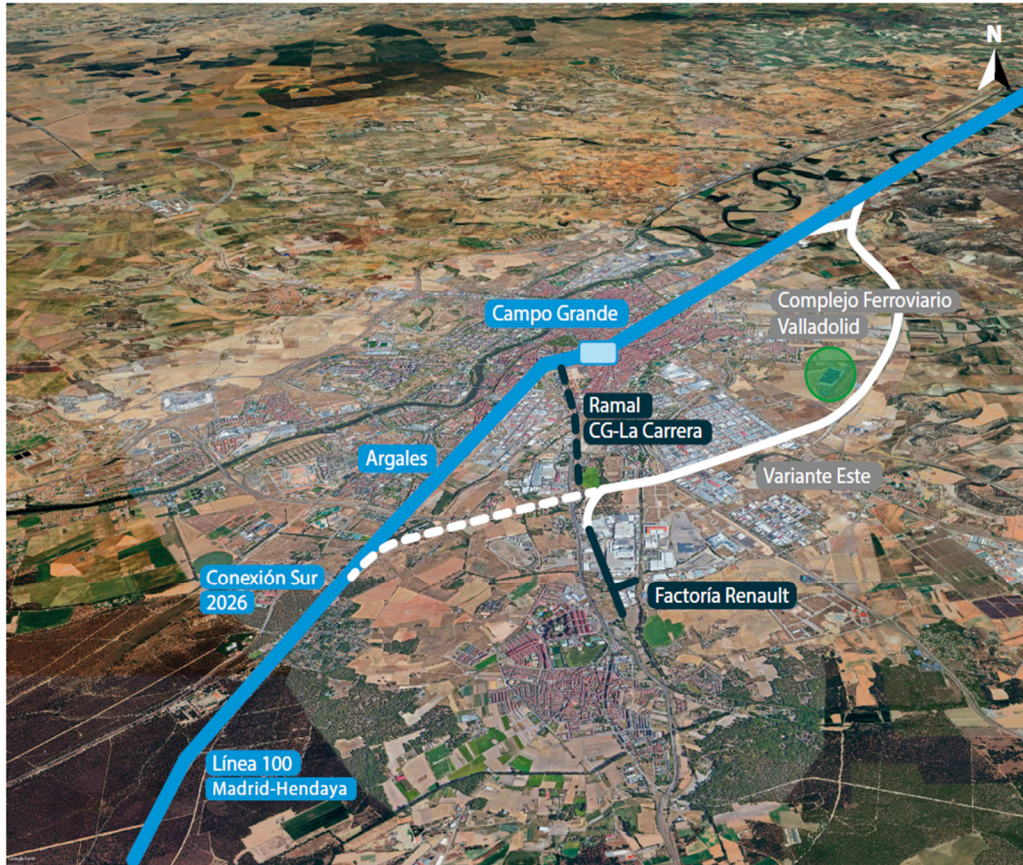 N
Campo Grande
Complejo Ferroviario
Valladolid
Ramal
CG-La Carrera
Argales
Variante Este
Conexión Sur
2026
Factoría Renault
Línea 100
Madrid-Hendaya